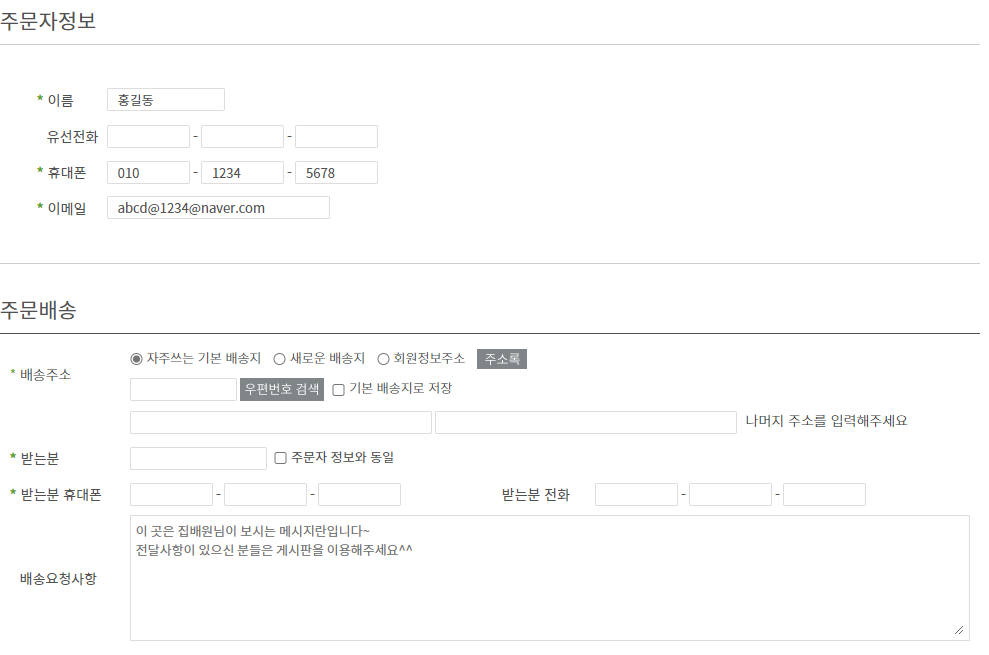 주문자정보
* 이름 홍길동
유선전화 - -
* 휴대폰 010 - 1234 - 5678
* 이메일 abcd@1234@naver.com
주문배송
* 배송주소 자주쓰는 기본 배송지 새로운 배송지 회원정보주소 주소록
우편번호 검색 기본 배송지로 저장
나머지 주소를 입력해주세요
* 받는분 주문자 정보와 동일
* 받는분 휴대폰 - - 받는분 전화 - -
이 곳은 집배원님이 보시는 메시지란입니다~
전달사항이 있으신 분들은 게시판을 이용해주세요^^
배송요청사항